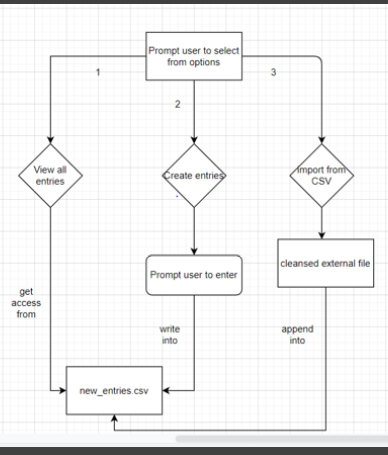 Prompt user to select
from options
1
2
3
View all
entries
Create entries
Import from
CSV
Prompt user to enter
cleansed external file
get
access
from
write
into
append
into
new_entries.csv